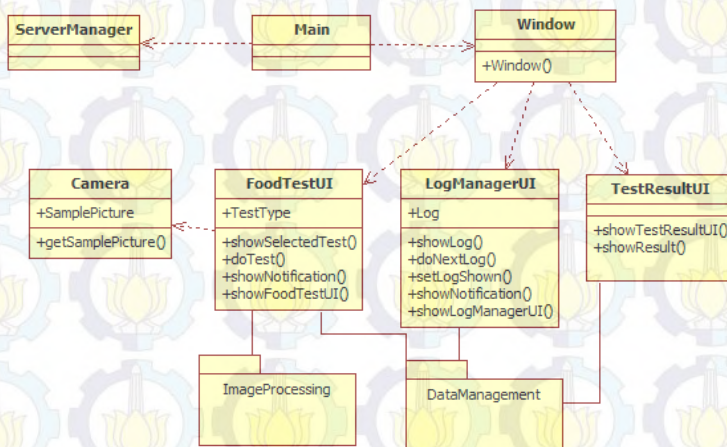 ServerManager
Main
Window
+Window()
Camera
+SamplePicture
+getSamplePicture()
FoodTestUI
+TestType
+showSelectedTest()
+doTest()
+showNotification()
+showFoodTestUI()
LogManagerUI
+Log
+showLog()
+doNextLog()
+setLogShown()
+showNotification()
+showLogManagerUI()
TestResultUI
+showTestResultUI()
+showResult()
ImageProcessing
DataManagement